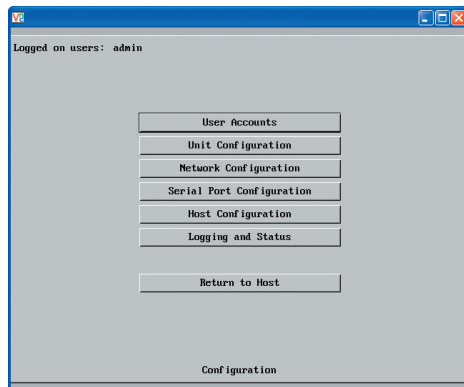 Logged on users: admin
User Accounts
Unit Configuration
Network Configuration
Serial Port Configuration
Host Configuration
Logging and Status
Return to Host
Configuration